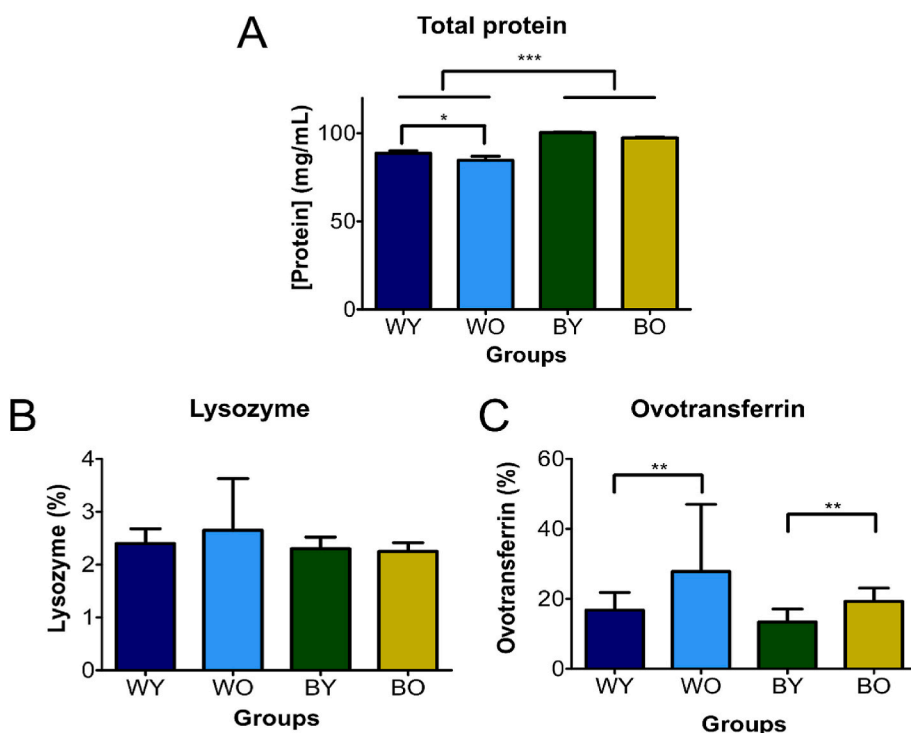 A
Total protein
***
*
[Protein] (mg/mL)
100
50
0
WY WO BY BO
Groups
B
Lysozyme
Lysozyme (%)
4
3
2
1
0
WY WO BY BO
Groups
C
Ovotransferrin
Ovotransferrin (%)
60
40
20
0
**
**
WY WO BY BO
Groups